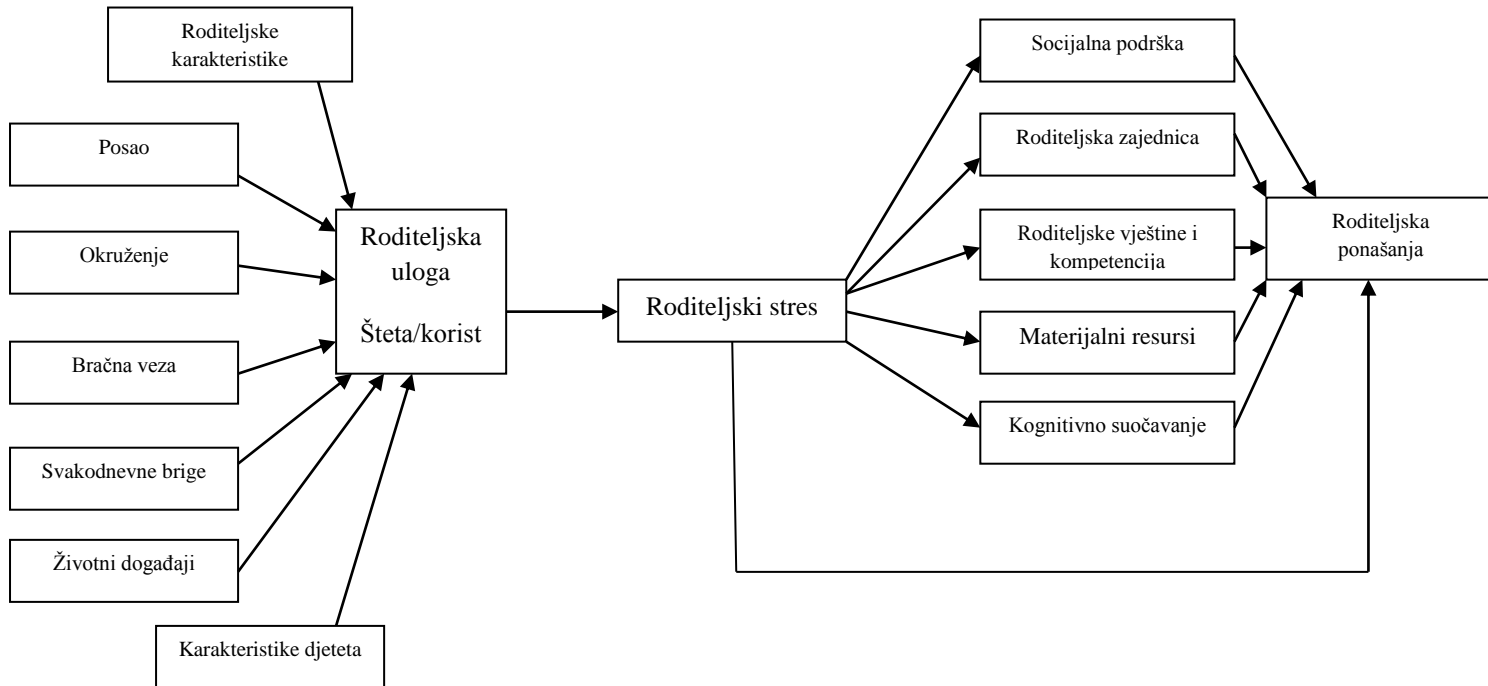 Roditeljske
karakteristike
Posao
Okruženje
Bračna veza
Svakodnevne brige
Životni događaji
Karakteristike djeteta
Roditeljska
uloga
Šteta/korist
Roditeljski stres
Socijalna podrška
Roditeljska zajednica
Roditeljske vještine i
kompetencija
Materijalni resursi
Kognitivno suočavanje
Roditeljska
ponašanja